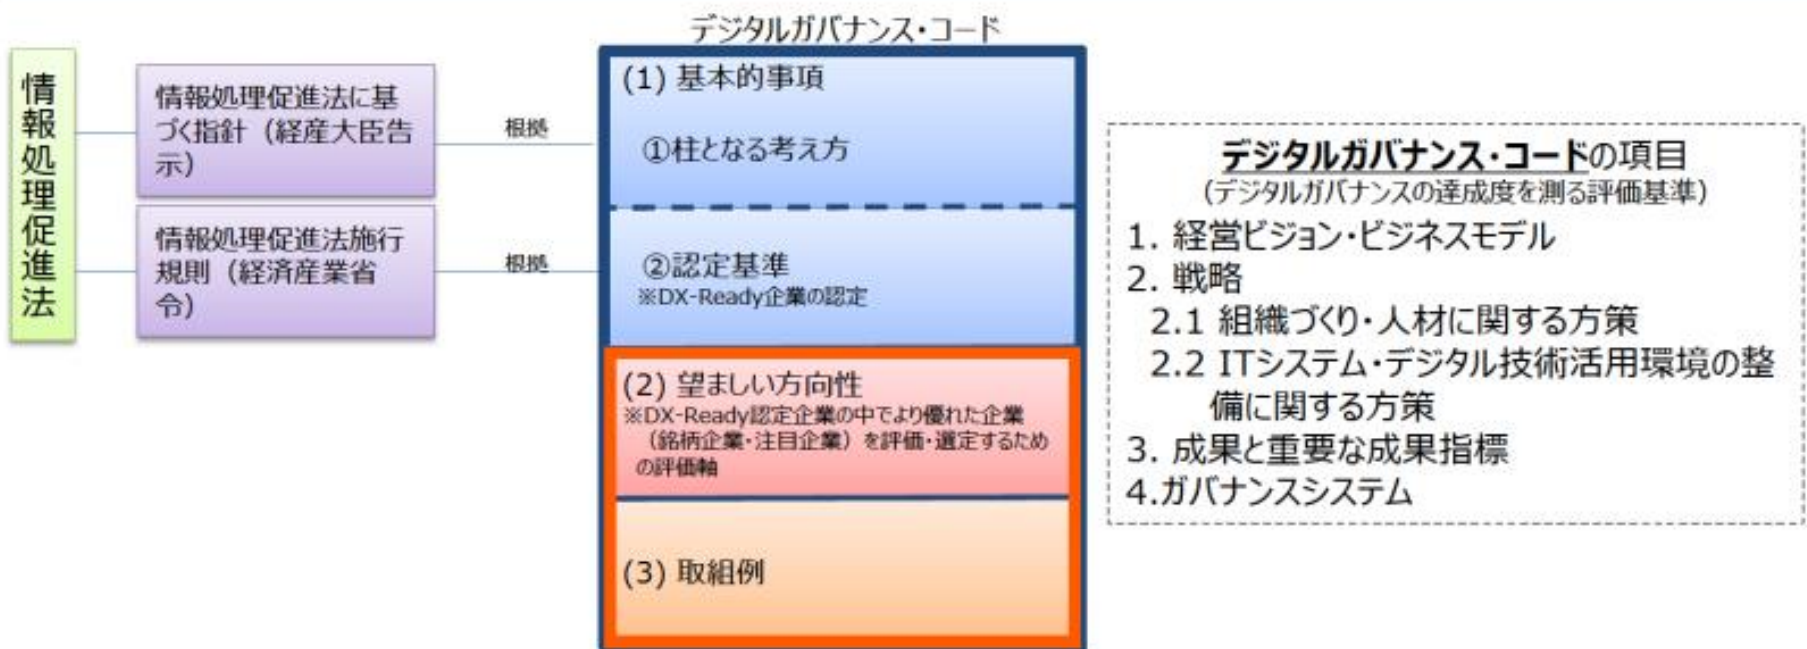 デジタルガバナンス・コード
情報処理促進法
情報処理促進法に基
づく指針（経産大臣告
示）
根拠
情報処理促進法施行
規則（経済産業省
令）
根拠
(1) 基本的事項
①柱となる考え方
②認定基準
※DX-Ready企業の認定
(2) 望ましい方向性
※DX-Ready認定企業の中でより優れた企業
（銘柄企業・注目企業）を評価・選定するため
の評価軸
(3) 取組例
デジタルガバナンス・コードの項目
（デジタルガバナンスの達成度を測る評価基準）
1. 経営ビジョン・ビジネスモデル
2. 戦略
2.1 組織づくり・人材に関する方策
2.2 ITシステム・デジタル技術活用環境の整
備に関する方策
3. 成果と重要な成果指標
4.ガバナンスシステム